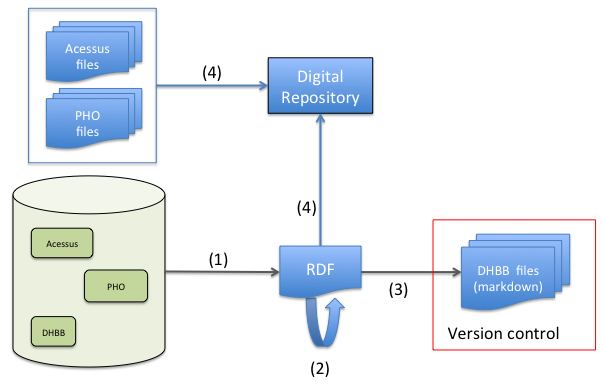 Acessus
files
PHO
files
(4)
Digital
Repository
(4)
Acessus
PHO
DHBB
(1)
RDF
(2)
(3)
DHBB files
(markdown)
Version control